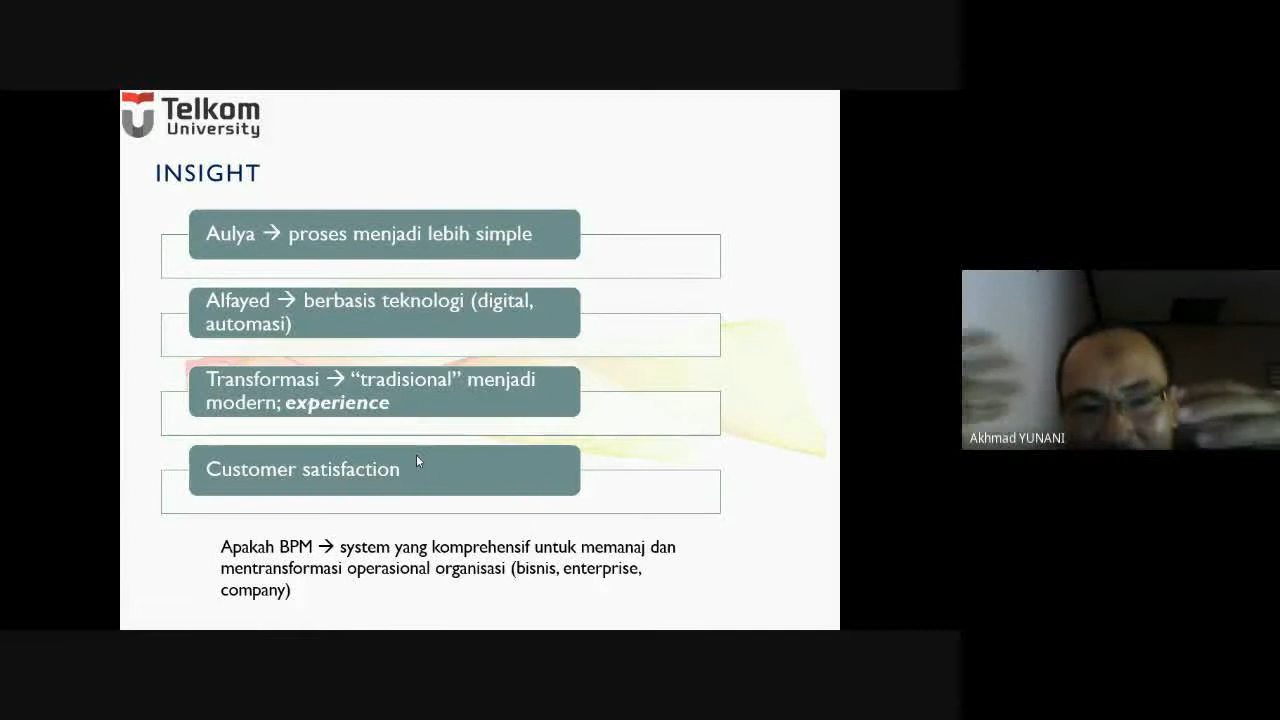 Telkom
University
INSIGHT
Aulya → proses menjadi lebih simple
Alfayed → berbasis teknologi (digital,
automasi)
Transformasi → “tradisional” menjadi
modern; experience
Customer satisfaction
Apakah BPM → system yang komprehensif untuk memanaj dan
mentransformasi operasional organisasi (bisnis, enterprise,
company)
Akhmad YUNANI